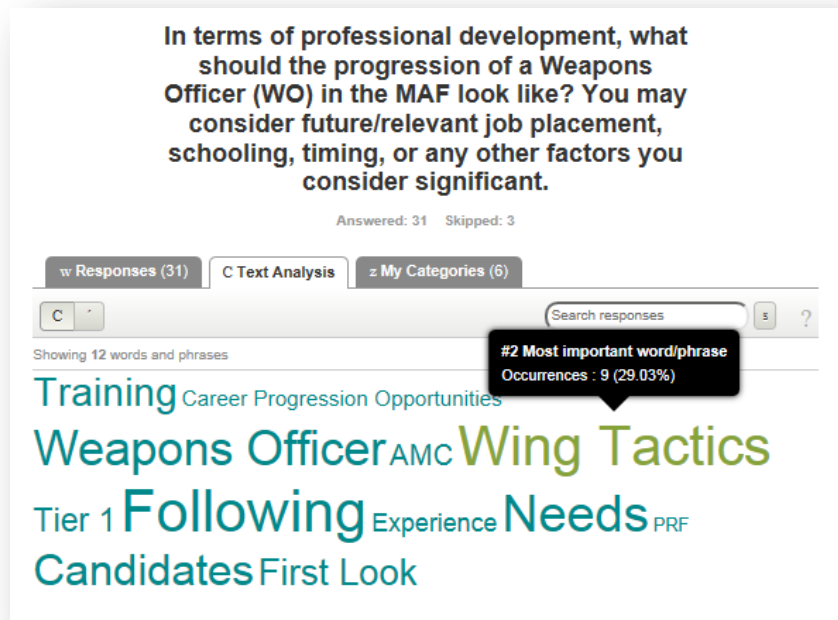 In terms of professional development, what
should the progression of a Weapons
Officer (WO) in the MAF look like? You may
consider future/relevant job placement,
schooling, timing, or any other factors you
consider significant.
Answered: 31 Skipped: 3
w Responses (31) C Text Analysis z My Categories (6)
C ´ Search responses s ?
Showing 12 words and phrases
#2 Most important word/phrase
Occurrences : 9 (29.03%)
Training Career Progression Opportunities
Weapons Officer AMC Wing Tactics
Tier 1 Following Experience Needs PRF
Candidates First Look